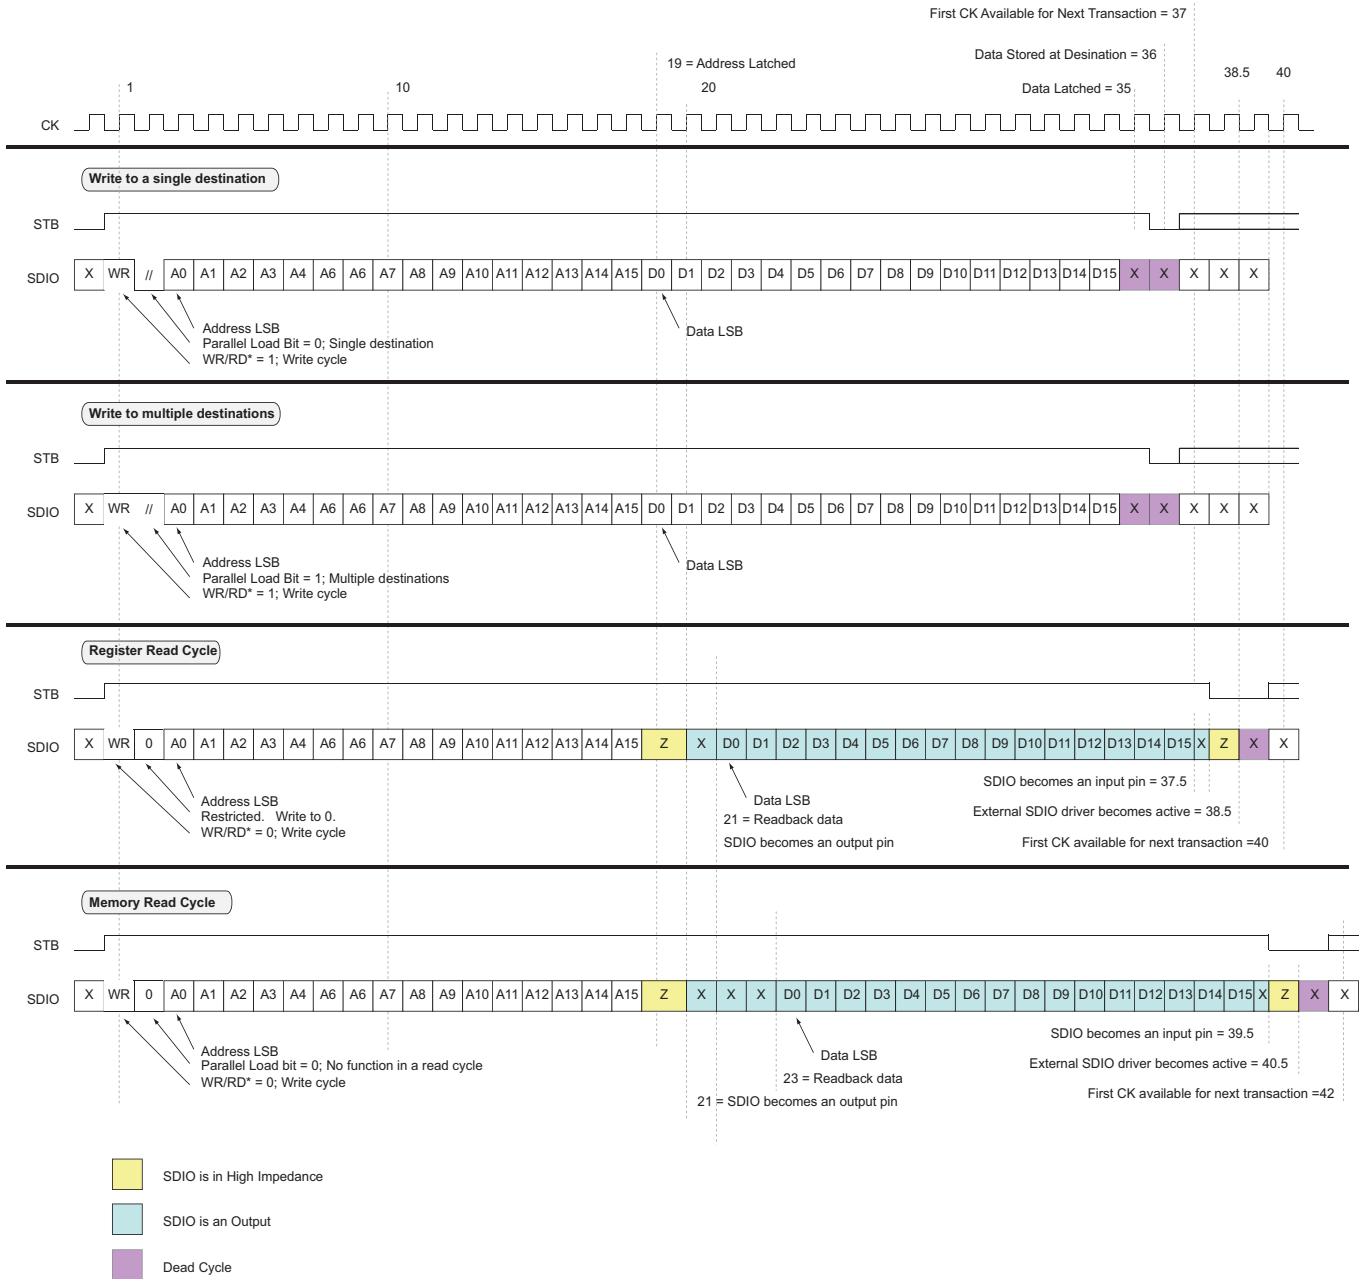 First CK Available for Next Transaction = 37
Data Stored at Desination = 36
19 = Address Latched
38.5 40
1 10 20 Data Latched = 35
CK
Write to a single destination
STB
SDIO X WR // A0 A1 A2 A3 A4 A6 A6 A7 A8 A9 A10 A11 A12 A13 A14 A15 D0 D1 D2 D3 D4 D5 D6 D7 D8 D9 D10 D11 D12 D13 D14 D15 X X X X X
Address LSB
Parallel Load Bit = 0; Single destination
WR/RD* = 1; Write cycle
Data LSB
Write to multiple destinations
STB
SDIO X WR // A0 A1 A2 A3 A4 A6 A6 A7 A8 A9 A10 A11 A12 A13 A14 A15 D0 D1 D2 D3 D4 D5 D6 D7 D8 D9 D10 D11 D12 D13 D14 D15 X X X X X
Address LSB
Parallel Load Bit = 1; Multiple destinations
WR/RD* = 1; Write cycle
Data LSB
Register Read Cycle
STB
SDIO X WR 0 A0 A1 A2 A3 A4 A6 A6 A7 A8 A9 A10 A11 A12 A13 A14 A15 Z X D0 D1 D2 D3 D4 D5 D6 D7 D8 D9 D10 D11 D12 D13 D14 D15 X Z X X
Address LSB
Restricted. Write to 0.
WR/RD* = 0; Write cycle
Data LSB
21 = Readback data
SDIO becomes an output pin
SDIO becomes an input pin = 37.5
External SDIO driver becomes active = 38.5
First CK available for next transaction =40
Memory Read Cycle
STB
SDIO X WR 0 A0 A1 A2 A3 A4 A6 A6 A7 A8 A9 A10 A11 A12 A13 A14 A15 Z X X X D0 D1 D2 D3 D4 D5 D6 D7 D8 D9 D10 D11 D12 D13 D14 D15 X Z X X
Address LSB
Parallel Load bit = 0; No function in a read cycle
WR/RD* = 0; Write cycle
Data LSB
23 = Readback data
21 = SDIO becomes an output pin
SDIO becomes an input pin = 39.5
External SDIO driver becomes active = 40.5
First CK available for next transaction =42
SDIO is in High Impedance
SDIO is an Output
Dead Cycle